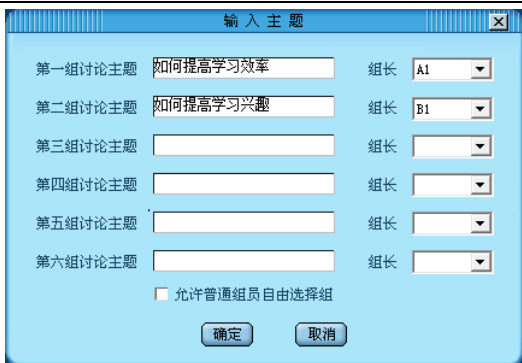 输入主题
第一组讨论主题 如何提高学习效率 组长 A1
第二组讨论主题 如何提高学习兴趣 组长 B1
第三组讨论主题 组长
第四组讨论主题 组长
第五组讨论主题 组长
第六组讨论主题 组长
允许普通组员自由选择组
确定 取消